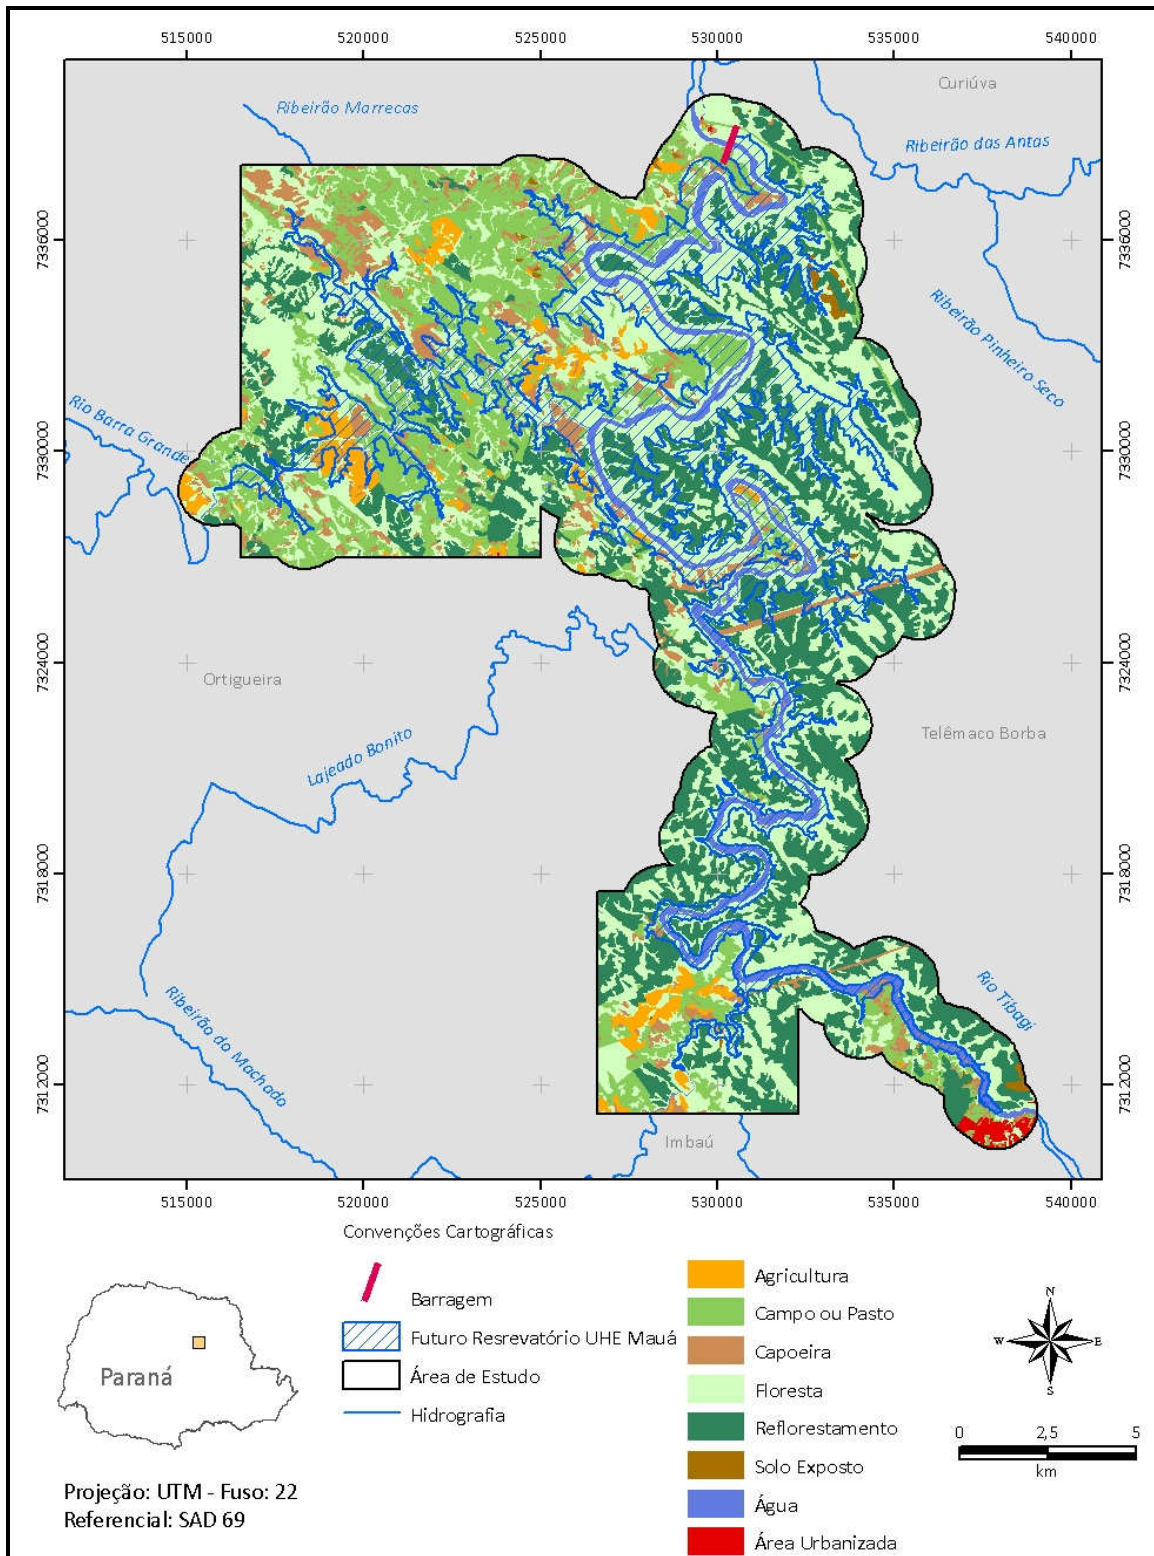 515000 520000 525000 530000 535000 540000
Curiúva
Ribeirão Marrecas
Ribeirão das Antas
7336000
7336000
Ribeirão Pinheiro Seco
Rio Barra Grande
7330000
7330000
7324000
7324000
Ortigueira
Telêmaco Borba
Lajeado Bonito
7318000
7318000
Rio Tibagi
Ribeirão do Machado
7312000
7312000
Imbaú
515000 520000 525000 530000 535000 540000
Convenções Cartográficas
Barragem
Futuro Resrevatório UHE Mauá
Área de Estudo
Hidrografia
Agricultura
Campo ou Pasto
Capoeira
Floresta
Reflorestamento
Solo Exposto
Água
Área Urbanizada
N
W E
S
0 2,5 5
km
Paraná
Projeção: UTM - Fuso: 22
Referencial: SAD 69